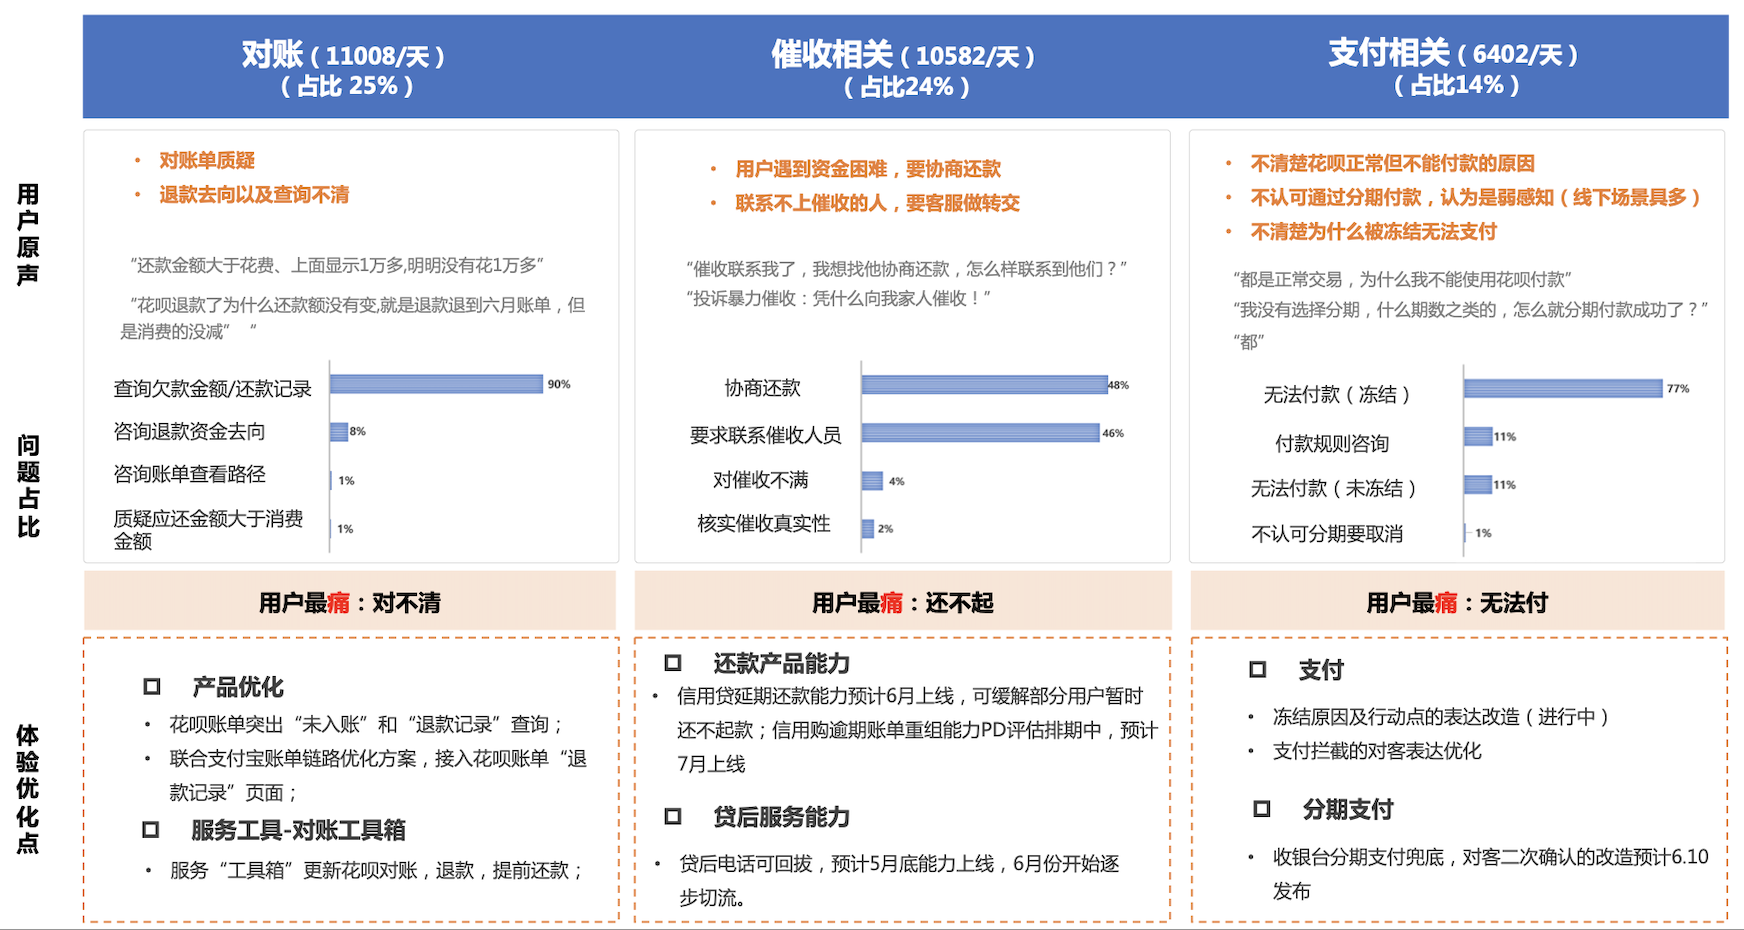 对账（11008/天）
（占比 25%）
催收相关（10582/天）
（占比24%）
支付相关（6402/天）
（占比14%）
用户原声
• 对账单质疑
• 退款去向以及查询不清
“还款金额大于花费、上面显示1万多,明明没有花1万多”
“花呗退款了为什么还款额没有变,就是退款退到六月账单，但
是消费的没减” “
• 用户遇到资金困难，要协商还款
• 联系不上催收的人，要客服做转交
“催收联系我了，我想找他协商还款，怎么样联系到他们？”
“投诉暴力催收：凭什么向我家人催收！”
• 不清楚花呗正常但不能付款的原因
• 不认可通过分期付款，认为是弱感知（线下场景具多）
• 不清楚为什么被冻结无法支付
“都是正常交易，为什么我不能使用花呗付款”
“我没有选择分期，什么期数之类的，怎么就分期付款成功了？”
“都”
问题占比
查询欠款金额/还款记录 90%
咨询退款资金去向 8%
咨询账单查看路径 1%
质疑应还金额大于消费
金额 1%
协商还款 48%
要求联系催收人员 46%
对催收不满 4%
核实催收真实性 2%
无法付款（冻结） 77%
付款规则咨询 11%
无法付款（未冻结） 11%
不认可分期要取消 1%
用户最痛：对不清
用户最痛：还不起
用户最痛：无法付
体验优化点
产品优化
• 花呗账单突出“未入账”和“退款记录”查询；
• 联合支付宝账单链路优化方案，接入花呗账单“退
款记录”页面；
服务工具-对账工具箱
• 服务“工具箱”更新花呗对账，退款，提前还款；
还款产品能力
• 信用贷延期还款能力预计6月上线，可缓解部分用户暂时
还不起款；信用购逾期账单重组能力PD评估排期中，预计
7月上线
贷后服务能力
• 贷后电话可回拔，预计5月底能力上线，6月份开始逐
步切流。
支付
• 冻结原因及行动点的表达改造（进行中）
• 支付拦截的对客表达优化
分期支付
• 收银台分期支付兜底，对客二次确认的改造预计6.10
发布